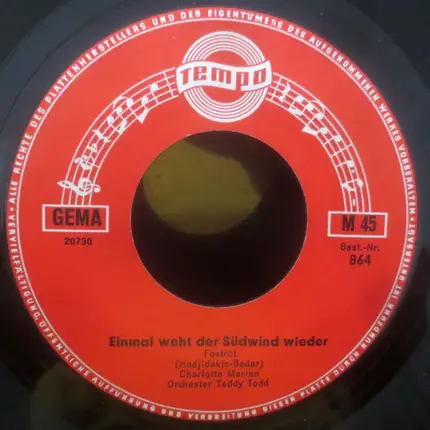 ALLE RECHTE DES PLATTENHERSTELLERS UND DES EIGENTÜMERS DES AUFGENOMMENEN WERKES VORBEHALTEN
VERVIELFÄLTIGUNG, ÖFFENTLICHE AUFFÜHRUNG UND VERBREITUNG DIESER PLATTE DURCH RUNDFUNK IST UNTERSAGT
Tempo
GEMA
M 45
20730
Best.-Nr.
864
Einmal weht der Südwind wieder
Foxtrot
(Hadjidakis-Bader)
Charlotte Marian
Orchester Teddy Todd